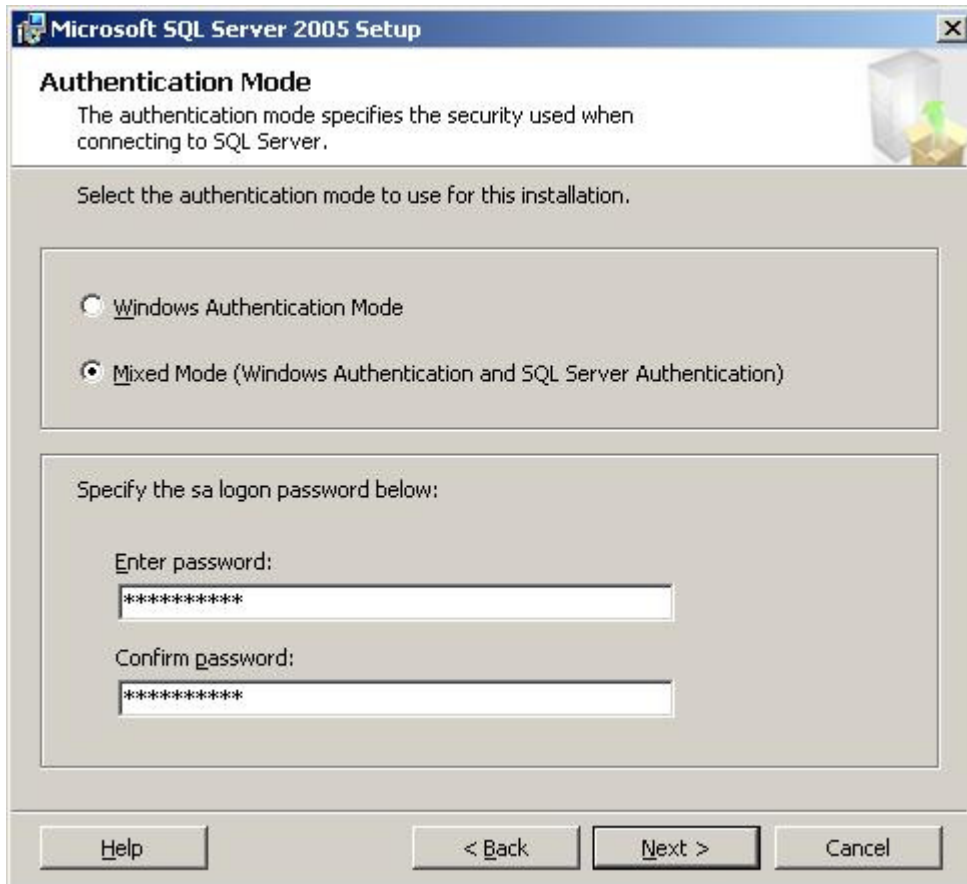 Microsoft SQL Server 2005 Setup
Authentication Mode
The authentication mode specifies the security used when
connecting to SQL Server.
Select the authentication mode to use for this installation.
Windows Authentication Mode
Mixed Mode (Windows Authentication and SQL Server Authentication)
Specify the sa logon password below:
Enter password:
**********
Confirm password:
**********
Help
< Back
Next >
Cancel